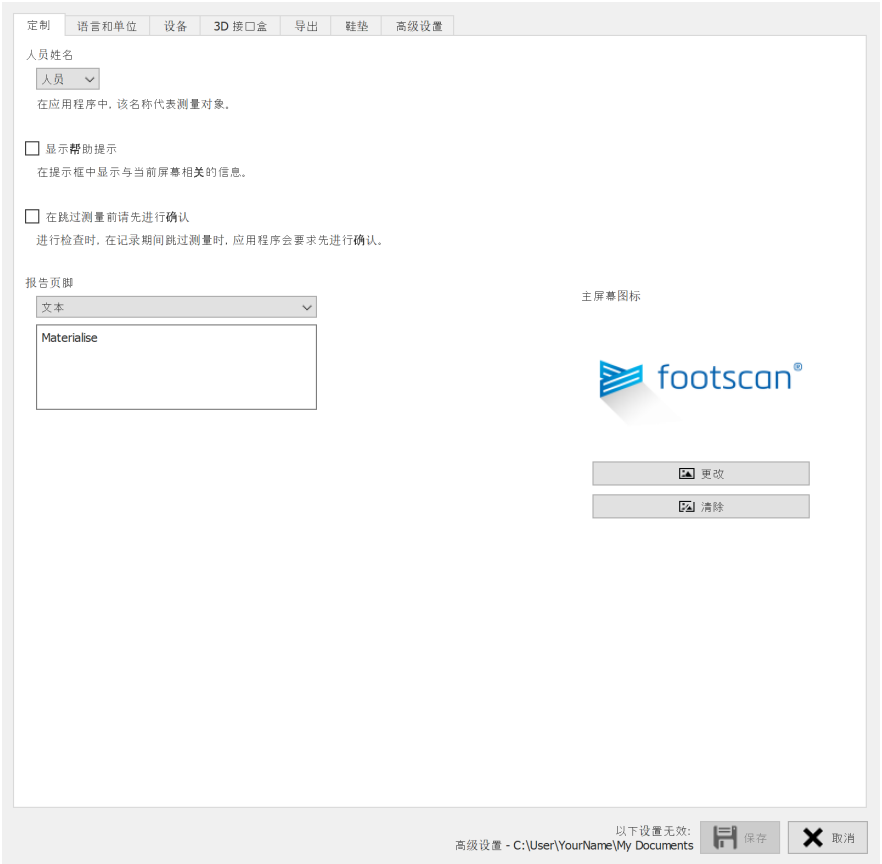 定制 语言和单位 设备 3D 接口盒 导出 鞋垫 高级设置
人员姓名
人员
在应用程序中, 该名称代表测量对象。
显示帮助提示
在提示框中显示与当前屏幕相关的信息。
在跳过测量前请先进行确认
进行检查时, 在记录期间跳过测量时, 应用程序会要求先进行确认。
报告页脚
文本
Materialise
主屏幕图标
footscan®
更改
清除
以下设置无效:
高级设置 - C:\User\YourName\My Documents
保存
取消